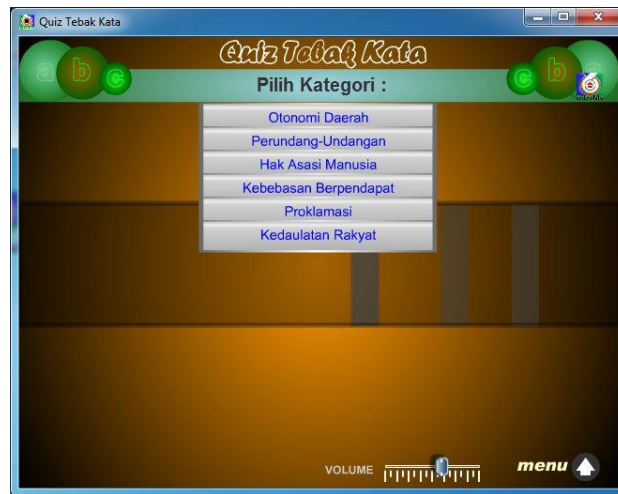 Quiz Tebak Kata
Quiz Tebak Kata
a b c
c b a
Pilih Kategori :
Otonomi Daerah
Perundang-Undangan
Hak Asasi Manusia
Kebebasan Berpendapat
Proklamasi
Kedaulatan Rakyat
VOLUME
menu